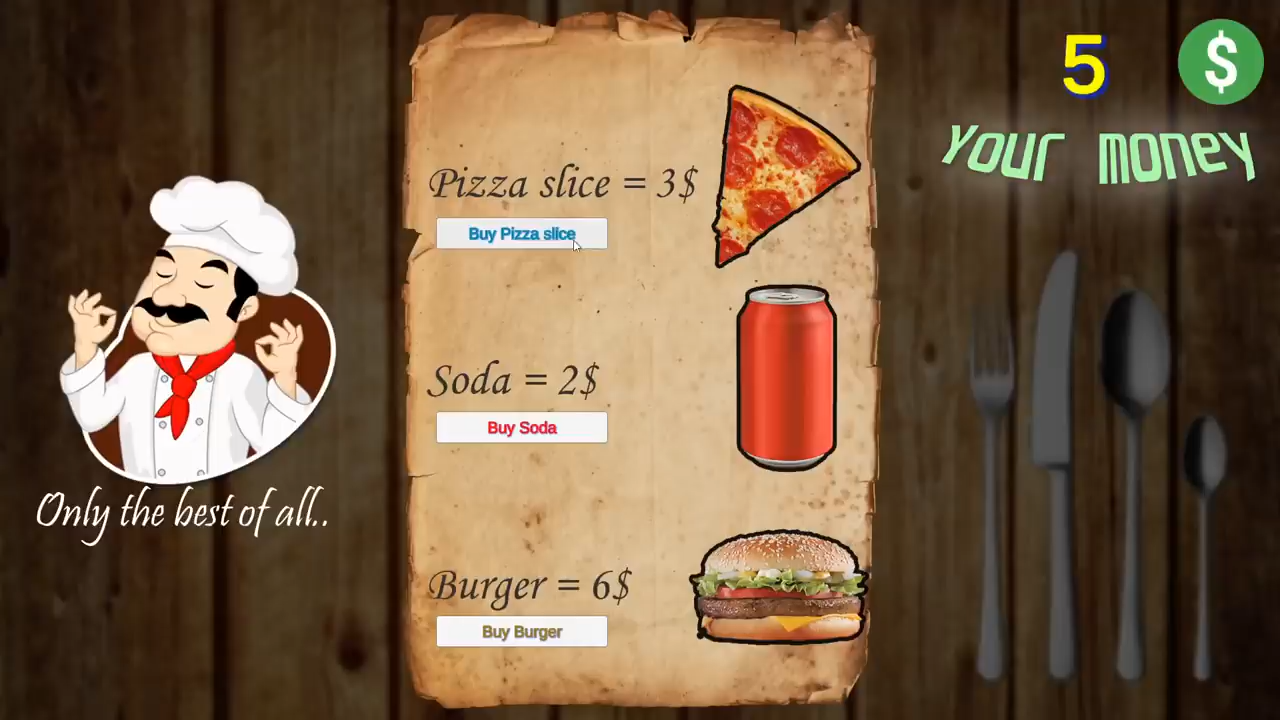 5 $
Your money
Pizza slice = 3$
Buy Pizza slice
Soda = 2$
Buy Soda
Only the best of all..
Burger = 6$
Buy Burger